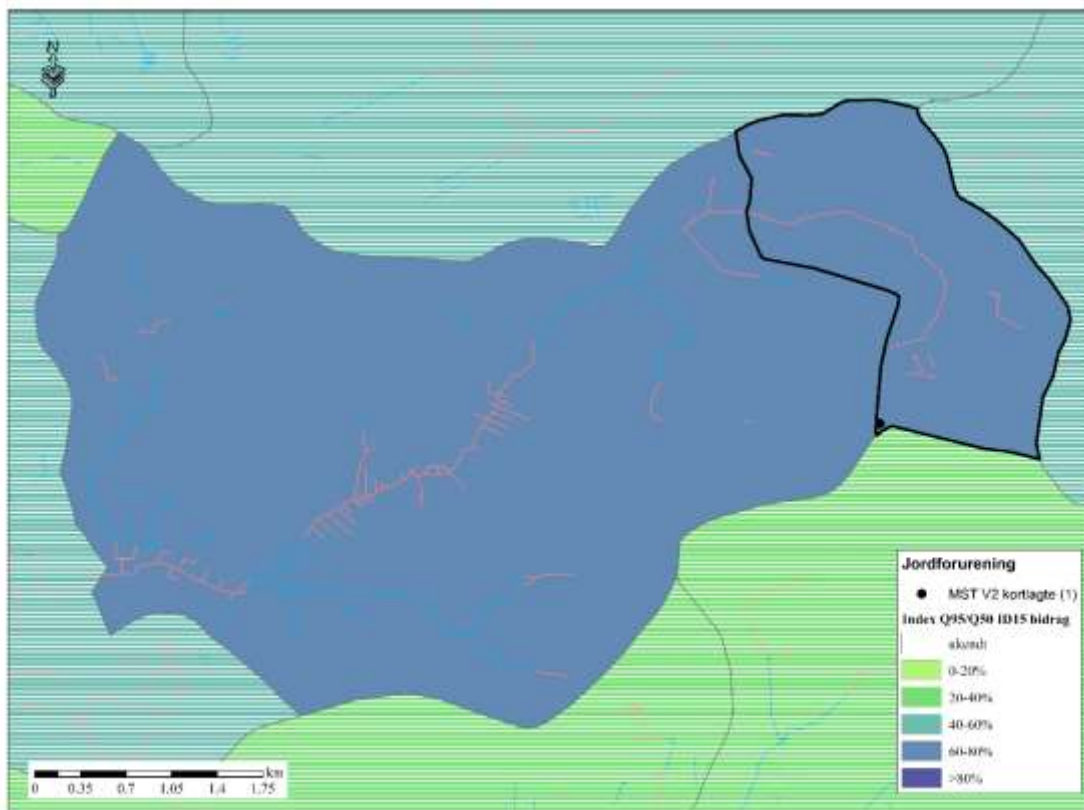 N
Jordforurening
MST V2 kortlagte (1)
Index Q95/Q50 ID15 bidrag
ukendt
0-20%
20-40%
40-60%
60-80%
>80%
km
0 0.35 0.7 1.05 1.4 1.75